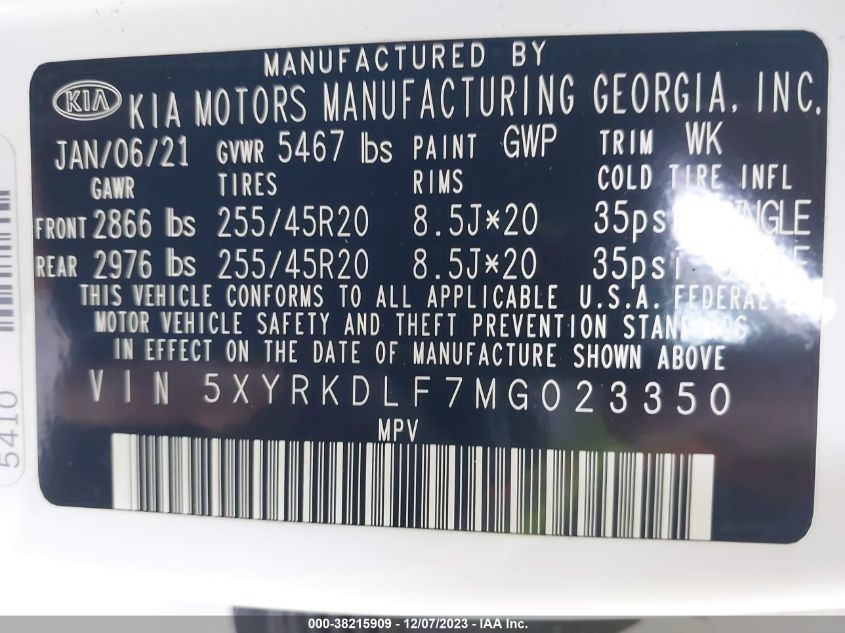 MANUFACTURED BY
KIA KIA MOTORS MANUFACTURING GEORGIA, INC.
JAN/06/21 GVWR 5467 lbs PAINT GWP TRIM WK
GAWR TIRES RIMS COLD TIRE INFL
FRONT 2866 lbs 255/45R20 8.5J×20 35psi
REAR 2976 lbs 255/45R20 8.5J×20 35psi
THIS VEHICLE CONFORMS TO ALL APPLICABLE U.S.A. FEDERAL
MOTOR VEHICLE SAFETY AND THEFT PREVENTION STANDARDS
IN EFFECT ON THE DATE OF MANUFACTURE SHOWN ABOVE
VIN 5XYRKDLF7MG023350
MPV
5410
000-38215909 - 12/07/2023 - IAA Inc.